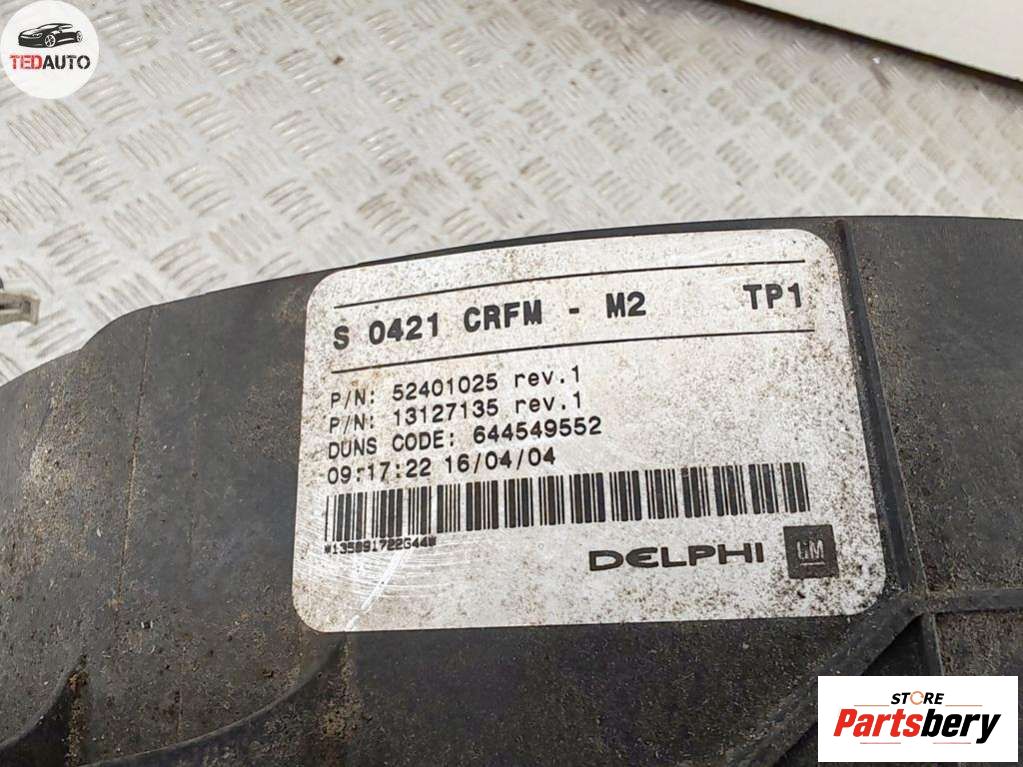 TEDAUTO
S 0421 CRFM - M2 TP1
P/N: 52401025 rev.1
P/N: 13127135 rev.1
DUNS CODE: 644549552
09:17:22 16/04/04
DELPHI GM
STORE
Partsbery